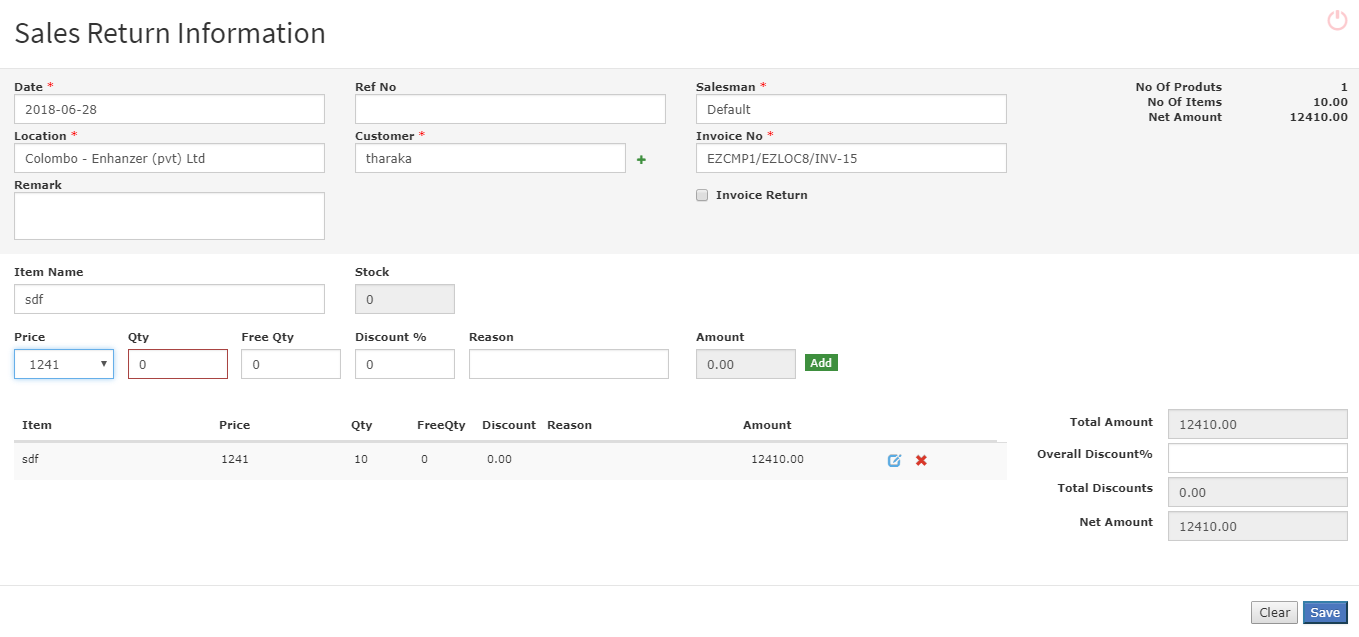 Sales Return Information
Date *
Ref No
Salesman *
No Of Produts 1
2018-06-28
Default
No Of Items 10.00
Net Amount 12410.00
Location *
Customer *
Invoice No *
Colombo - Enhanzer (pvt) Ltd
tharaka
EZCMP1/EZLOC8/INV-15
Remark
Invoice Return
Item Name
Stock
sdf
0
Price Qty Free Qty Discount % Reason Amount
1241 0 0 0 0.00 Add
Item Price Qty FreeQty Discount Reason Amount
sdf 1241 10 0 0.00 12410.00
Total Amount 12410.00
Overall Discount%
Total Discounts 0.00
Net Amount 12410.00
Clear Save